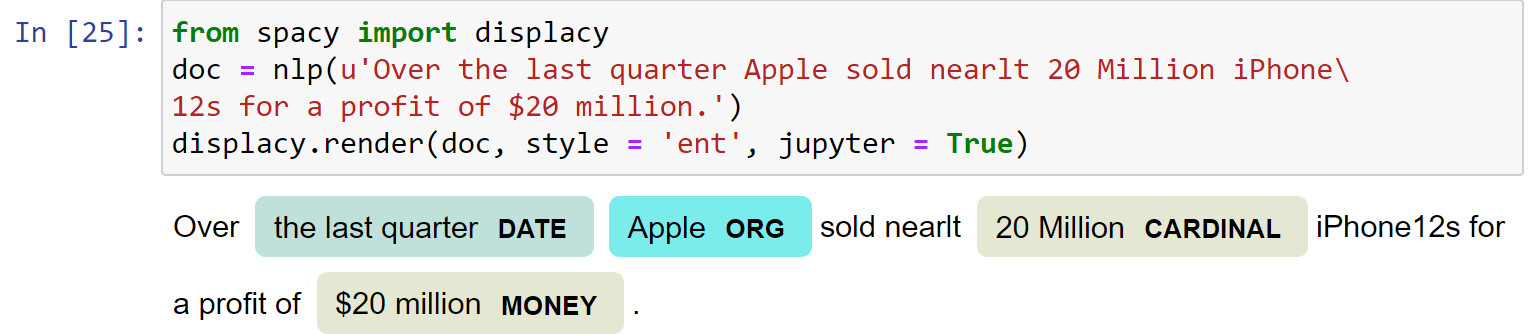 In [25]: from spacy import displacy
doc = nlp(u'Over the last quarter Apple sold nearlt 20 Million iPhone\
12s for a profit of $20 million.')
displacy.render(doc, style = 'ent', jupyter = True)
Over the last quarter DATE Apple ORG sold nearlt 20 Million CARDINAL iPhone12s for
a profit of $20 million MONEY .